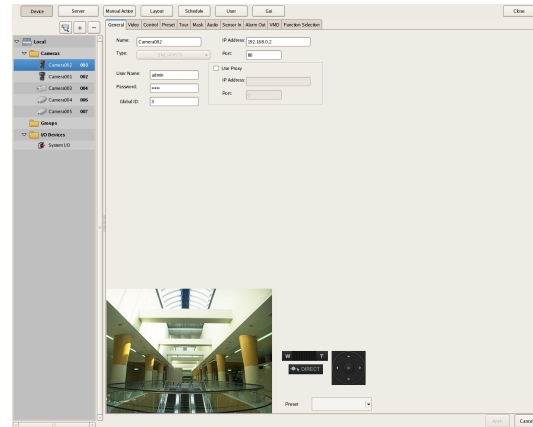 Device Server Manual Action Layout Schedule User Gui Close
General Video Control Preset Tour Mask Audio Sensor In Alarm Out VMD Function Selection
Local
Cameras
Camera002 003
Camera001 002
Camera003 004
Camera004 006
Camera005 007
Groups
I/O Devices
System I/O
Name: Camera002 IP Address: 192.168.0.2
Type: Port: 80
User Name: admin
Password: •••••
Global ID: 3
Use Proxy
IP Address:
Port:
W T
DIRECT
Preset
Cancel